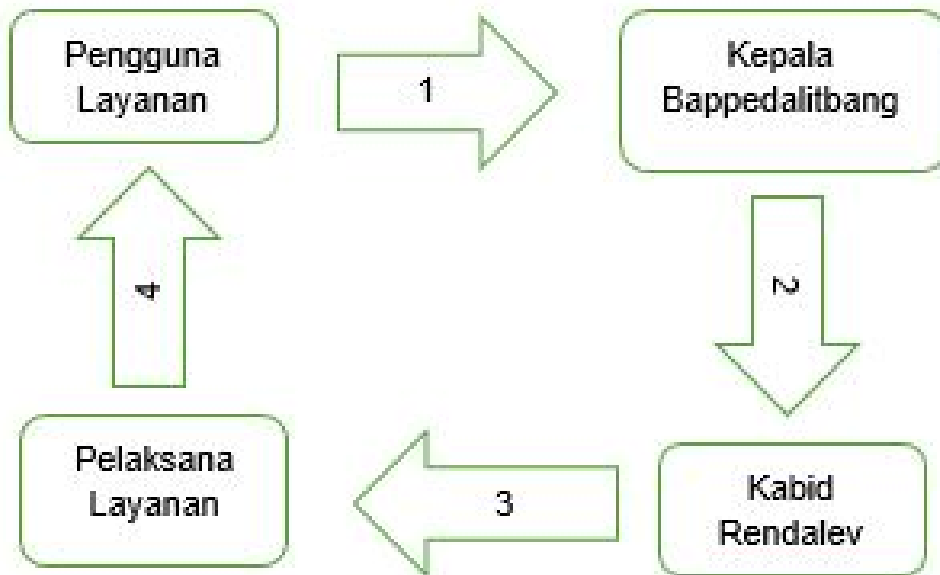 Pengguna
Layanan
1
Kepala
Bappedalitbang
2
Kabid
Rendalev
3
Pelaksana
Layanan
4